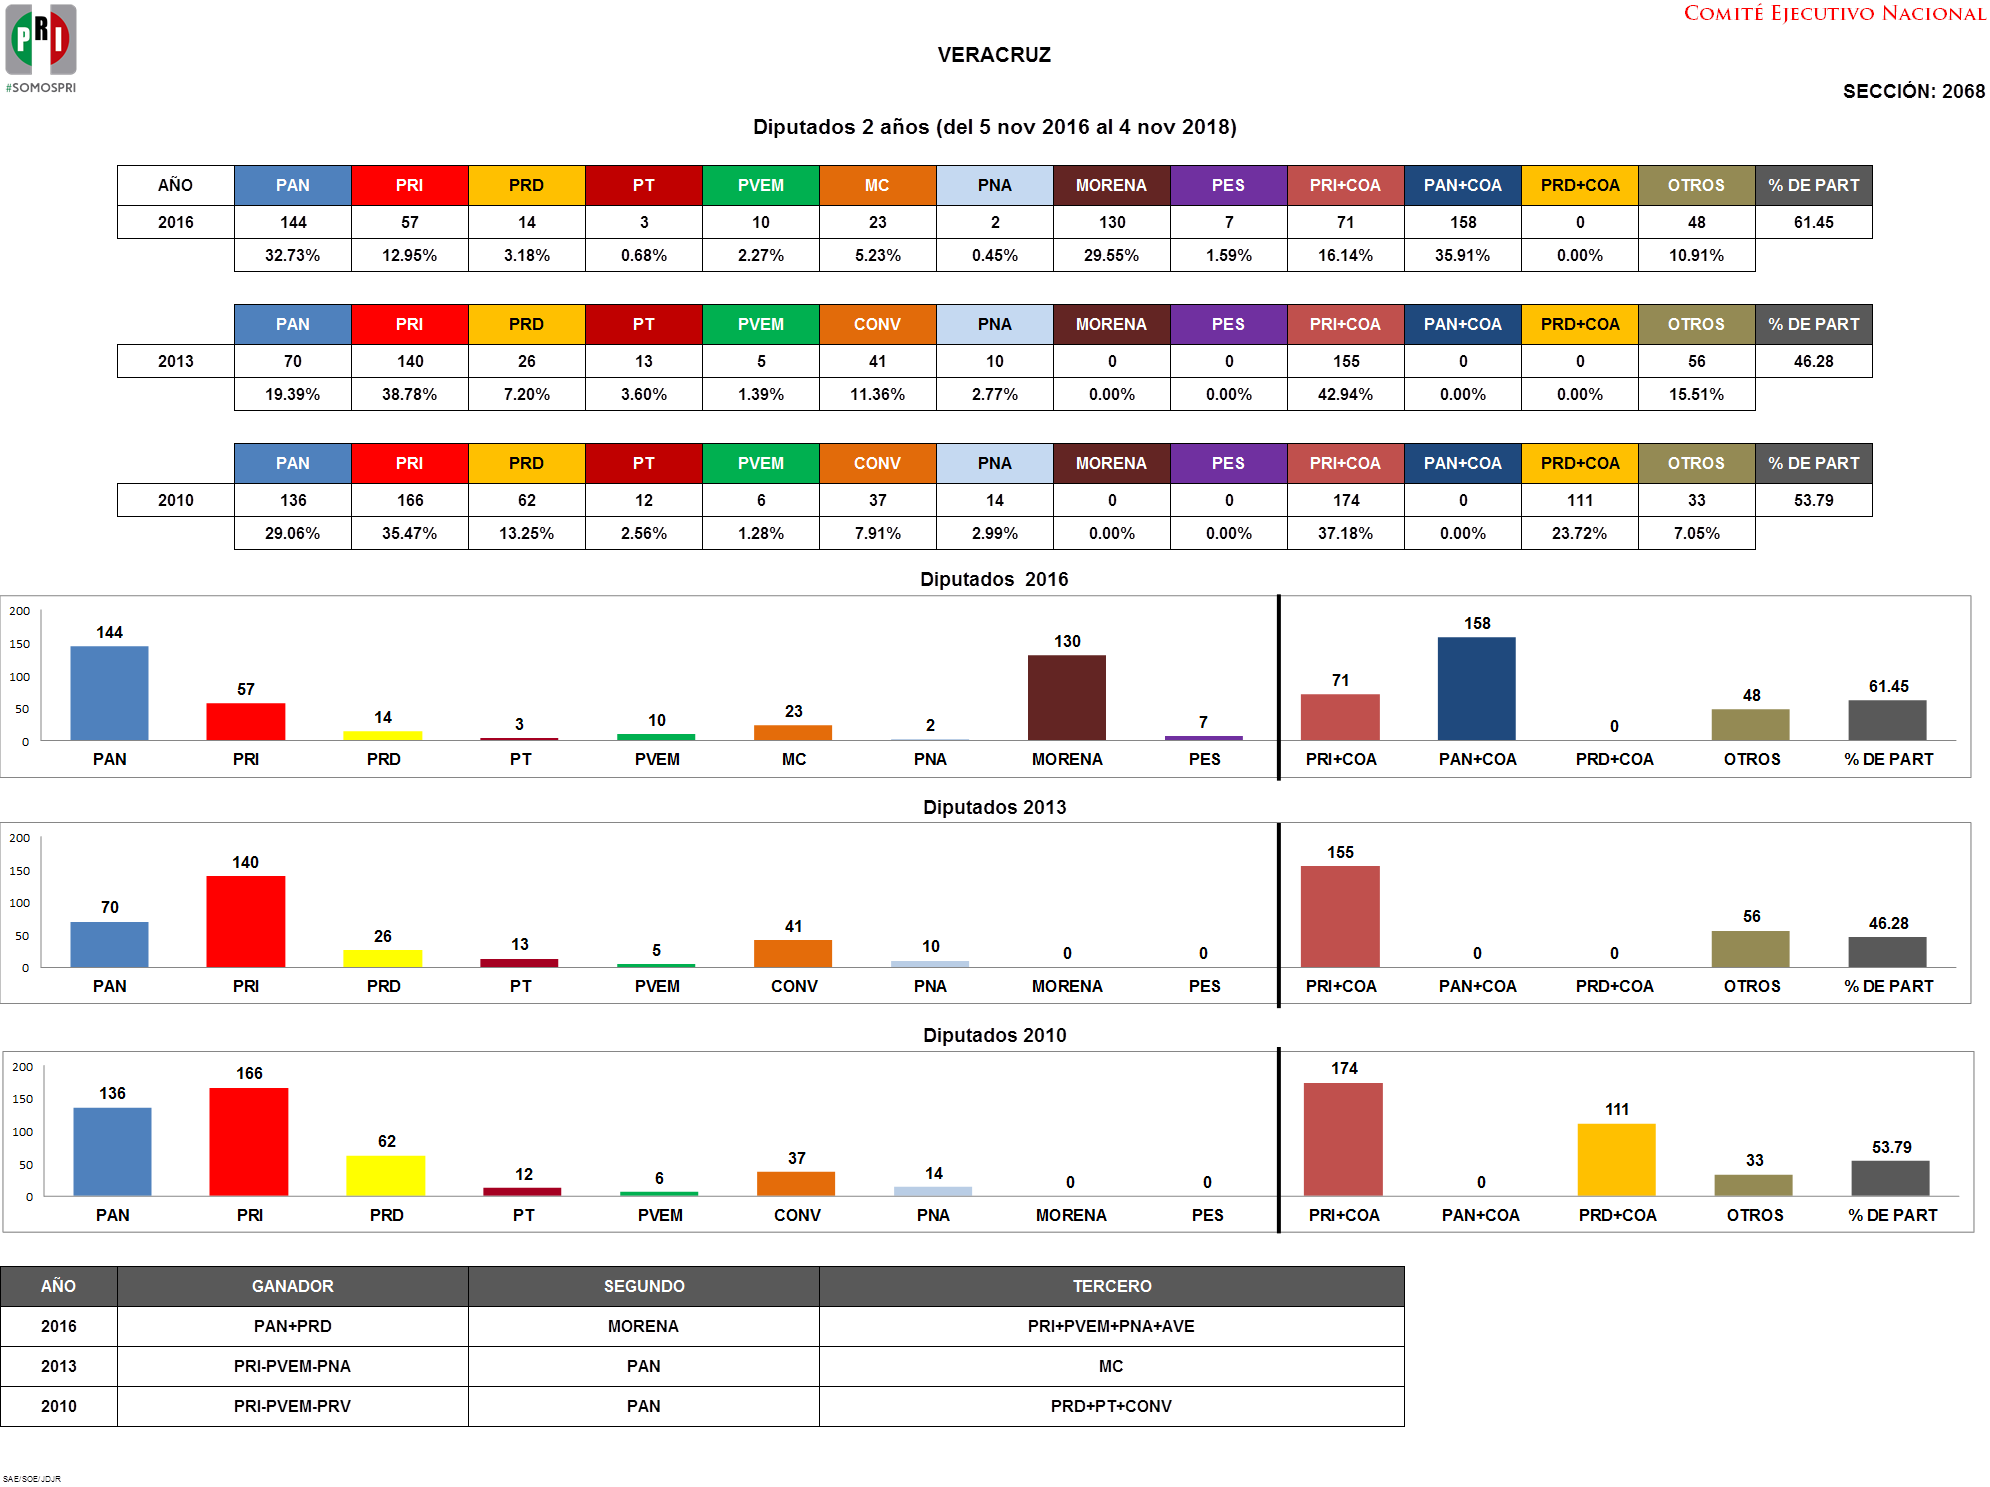 PRI
#SOMOSPRI
COMITÉ EJECUTIVO NACIONAL
VERACRUZ
SECCIÓN: 2068
Diputados 2 años (del 5 nov 2016 al 4 nov 2018)
AÑO PAN PRI PRD PT PVEM MC PNA MORENA PES PRI+COA PAN+COA PRD+COA OTROS % DE PART
2016 144 57 14 3 10 23 2 130 7 71 158 0 48 61.45
32.73% 12.95% 3.18% 0.68% 2.27% 5.23% 0.45% 29.55% 1.59% 16.14% 35.91% 0.00% 10.91%
PAN PRI PRD PT PVEM CONV PNA MORENA PES PRI+COA PAN+COA PRD+COA OTROS % DE PART
2013 70 140 26 13 5 41 10 0 0 155 0 0 56 46.28
19.39% 38.78% 7.20% 3.60% 1.39% 11.36% 2.77% 0.00% 0.00% 42.94% 0.00% 0.00% 15.51%
PAN PRI PRD PT PVEM CONV PNA MORENA PES PRI+COA PAN+COA PRD+COA OTROS % DE PART
2010 136 166 62 12 6 37 14 0 0 174 0 111 33 53.79
29.06% 35.47% 13.25% 2.56% 1.28% 7.91% 2.99% 0.00% 0.00% 37.18% 0.00% 23.72% 7.05%
Diputados 2016
200
150
100
50
0
144 57 14 3 10 23 2 130 7 71 158 0 48 61.45
PAN PRI PRD PT PVEM MC PNA MORENA PES PRI+COA PAN+COA PRD+COA OTROS % DE PART
Diputados 2013
200
150
100
50
0
70 140 26 13 5 41 10 0 0 155 0 0 56 46.28
PAN PRI PRD PT PVEM CONV PNA MORENA PES PRI+COA PAN+COA PRD+COA OTROS % DE PART
Diputados 2010
200
150
100
50
0
136 166 62 12 6 37 14 0 0 174 0 111 33 53.79
PAN PRI PRD PT PVEM CONV PNA MORENA PES PRI+COA PAN+COA PRD+COA OTROS % DE PART
AÑO GANADOR SEGUNDO TERCERO
2016 PAN+PRD MORENA PRI+PVEM+PNA+AVE
2013 PRI-PVEM-PNA PAN MC
2010 PRI-PVEM-PRV PAN PRD+PT+CONV
SAE/SOE/JDJR